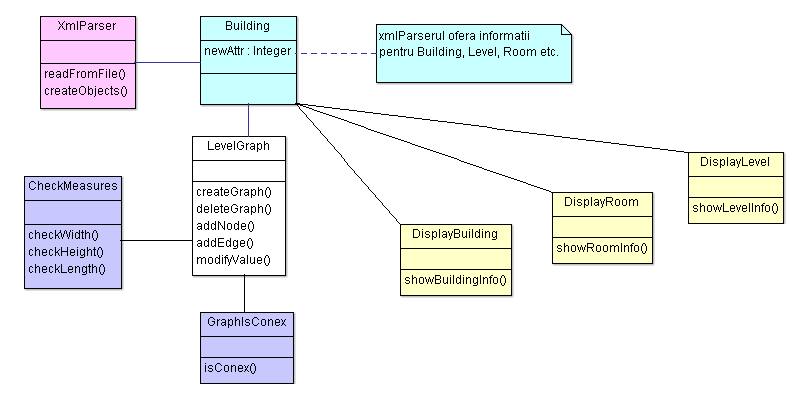 XmlParser
readFromFile()
createObjects()
Building
newAttr : Integer
xmlParserul ofera informatii
pentru Building, Level, Room etc.
LevelGraph
createGraph()
deleteGraph()
addNode()
addEdge()
modifyValue()
CheckMeasures
checkWidth()
checkHeight()
checkLength()
GraphIsConex
isConex()
DisplayBuilding
showBuildingInfo()
DisplayRoom
showRoomInfo()
DisplayLevel
showLevelInfo()